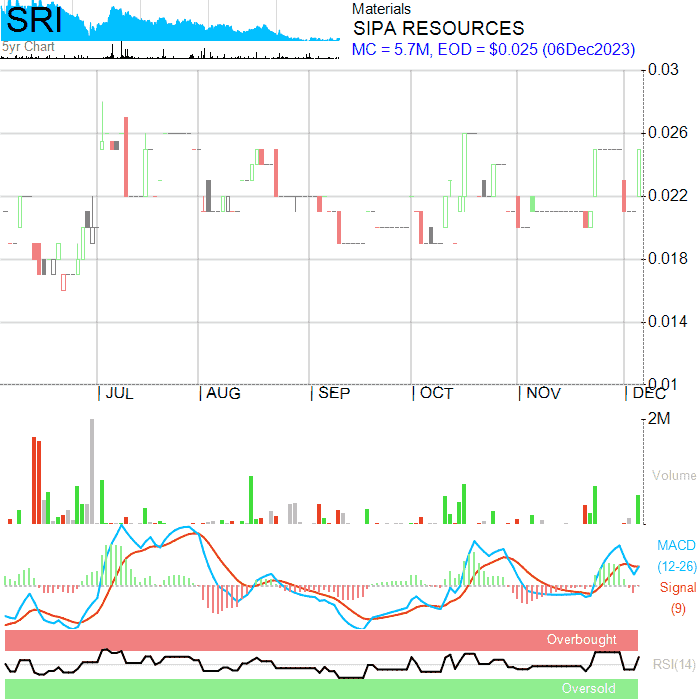 SRI
5yr Chart
Materials
SIPA RESOURCES
MC = 5.7M, EOD = $0.025 (06Dec2023)
0.03
0.026
0.022
0.018
0.014
0.01
JUL AUG SEP OCT NOV DEC
2M
Volume
MACD
(12-26)
Signal
(9)
Overbought
RSI(14)
Oversold